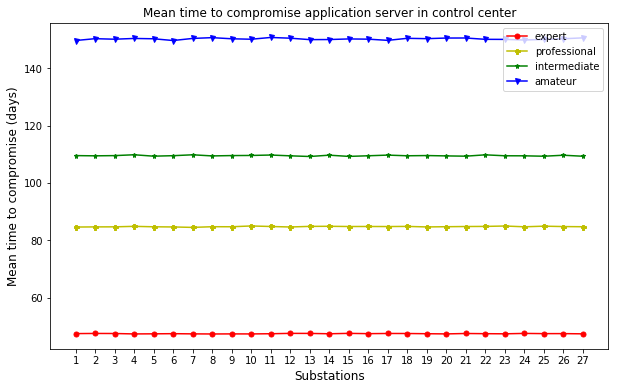 Mean time to compromise application server in control center
Mean time to compromise (days)
140
120
100
80
60
expert
professional
intermediate
amateur
1 2 3 4 5 6 7 8 9 10 11 12 13 14 15 16 17 18 19 20 21 22 23 24 25 26 27
Substations